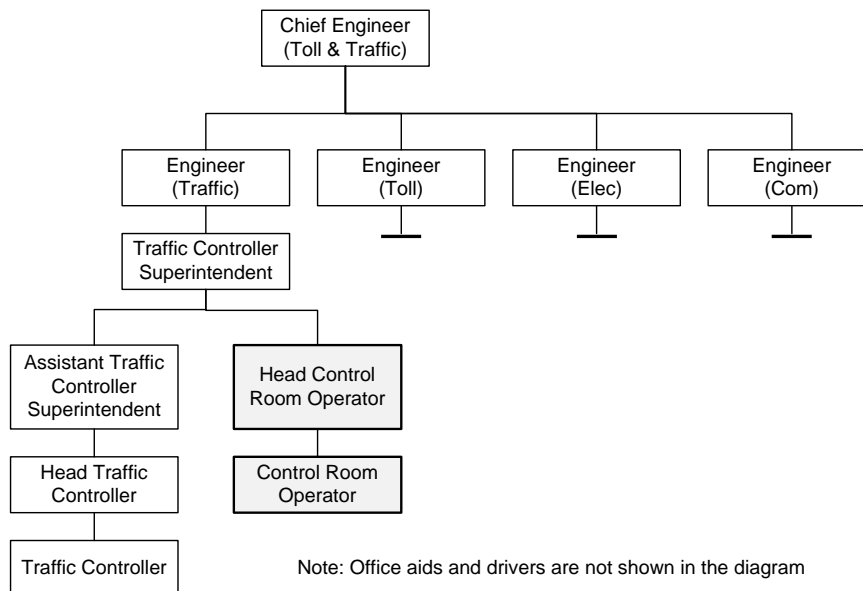 Chief Engineer
(Toll & Traffic)
Engineer
(Traffic)
Engineer
(Toll)
Engineer
(Elec)
Engineer
(Com)
Traffic Controller
Superintendent
Assistant Traffic
Controller
Superintendent
Head Control
Room Operator
Head Traffic
Controller
Control Room
Operator
Traffic Controller
Note: Office aids and drivers are not shown in the diagram